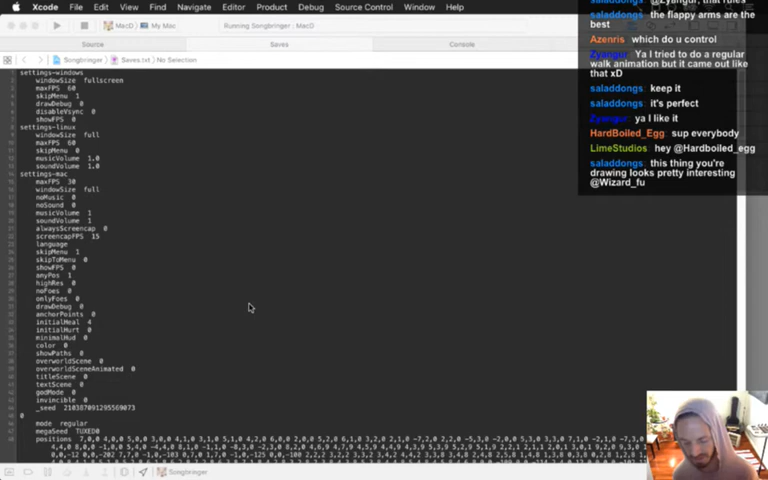 Xcode File Edit View Find Navigate Editor Product Debug Source Control Window Help
MacD My Mac Running Songbringer : MacD
Source Saves Console
Songbringer Saves.txt No Selection
settings-windows
windowSize fullscreen
maxFPS 60
skipMenu 1
drawDebug 0
disableVsync 0
showFPS 0
settings-linux
windowSize full
maxFPS 60
skipMenu 0
musicVolume 1.0
soundVolume 1.0
settings-mac
maxFPS 30
windowSize full
noMusic 0
noSound 0
musicVolume 1
soundVolume 1
alwaysScreencap 0
screencapFPS 15
language
skipMenu 1
skipToMenu 0
showFPS 0
anyPos 1
highRes 0
noFoes 0
onlyFoes 0
drawDebug 0
anchorPoints 0
initialHeal 4
initialHurt 0
minimalHud 0
color 0
showPaths 0
overworldScene 0
overworldSceneAnimated 0
titleScene 0
textScene 0
godMode 0
invincible 0
_seed 210387091295569073
0
mode regular
megaSeed TUXEDO
positions
Songbringer
saladdongs the flappy arms are the
best
Azenris which do u control
Zyangur: Ya I tried to do a regular
walk animation but it came out like
that xD
saladdongs: keep it
saladdongs: it's perfect
Zyangur: ya I like it
HardBoiled_Egg: sup everybody
LimeStudios: hey @Hardboiled_egg
saladdongs: this thing you're
drawing looks pretty interesting
@Wizard_fu